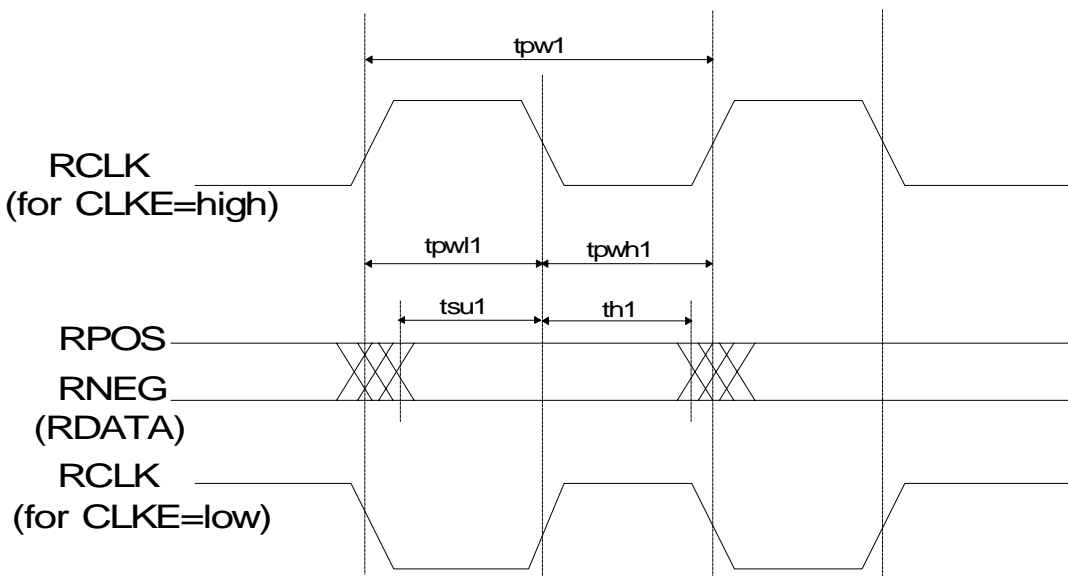 tpw1
RCLK
(for CLKE=high)
tpwl1
tpwh1
tsu1
th1
RPOS
RNEG
(RDATA)
RCLK
(for CLKE=low)